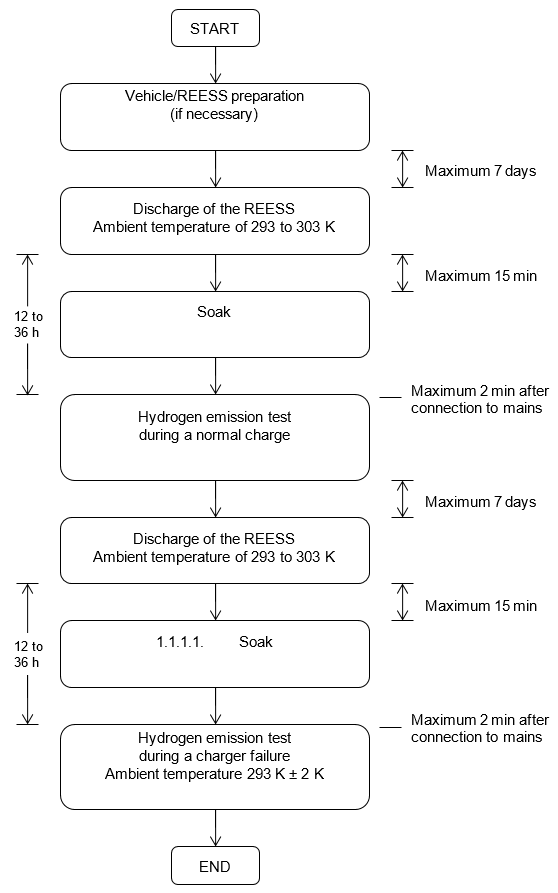 START
Vehicle/REESS preparation
(if necessary)
Maximum 7 days
Discharge of the REESS
Ambient temperature of 293 to 303 K
Maximum 15 min
12 to
36 h
Soak
Maximum 2 min after
connection to mains
Hydrogen emission test
during a normal charge
Maximum 7 days
Discharge of the REESS
Ambient temperature of 293 to 303 K
Maximum 15 min
12 to
36 h
1.1.1.1. Soak
Maximum 2 min after
connection to mains
Hydrogen emission test
during a charger failure
Ambient temperature 293 K ± 2 K
END